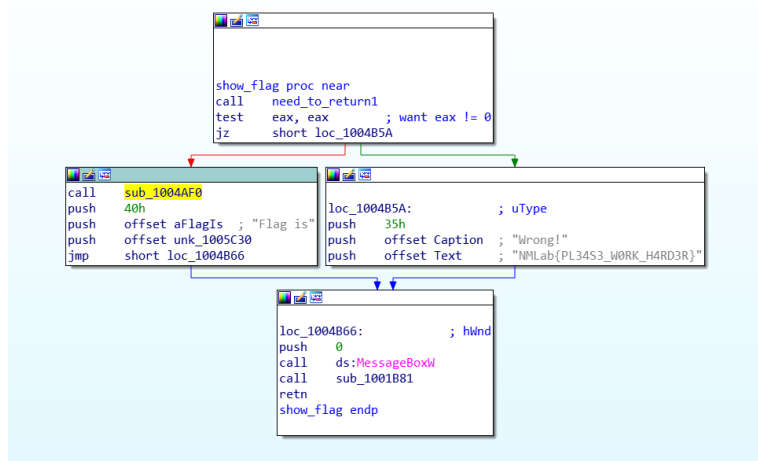 show_flag proc near
call need_to_return1
test eax, eax ; want eax != 0
jz short loc_1004B5A
call sub_1004AF0
push 40h
push offset aFlagIs ; "Flag is"
push offset unk_1005C30
jmp short loc_1004B66
loc_1004B5A: ; uType
push 35h
push offset Caption ; "Wrong!"
push offset Text ; "NMLab{PL34S3_W0RK_H4RD3R}"
loc_1004B66: ; hWnd
push 0
call ds:MessageBoxW
call sub_1001B81
retn
show_flag endp